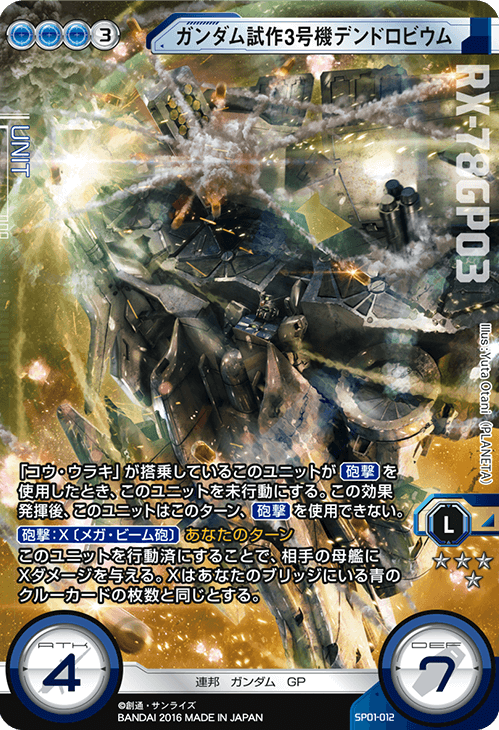 3
ガンダム試作3号機デンドロビウム
RX-78GP03
UNIT
Illus:Yuta Otani (PLANETA)
「コウ・ウラキ」が搭乗しているこのユニットが 砲撃 を
使用したとき、このユニットを未行動にする。この効果
発揮後、このユニットはこのターン、 砲撃 を使用できない。
砲撃:X〔メガ・ビーム砲〕 あなたのターン
このユニットを行動済にすることで、相手の母艦に
Xダメージを与える。Xはあなたのブリッジにいる青の
クルーカードの枚数と同じとする。
L
ATK
4
DEF
7
連邦 ガンダム GP
©創通・サンライズ
BANDAI 2016 MADE IN JAPAN
SP01-012